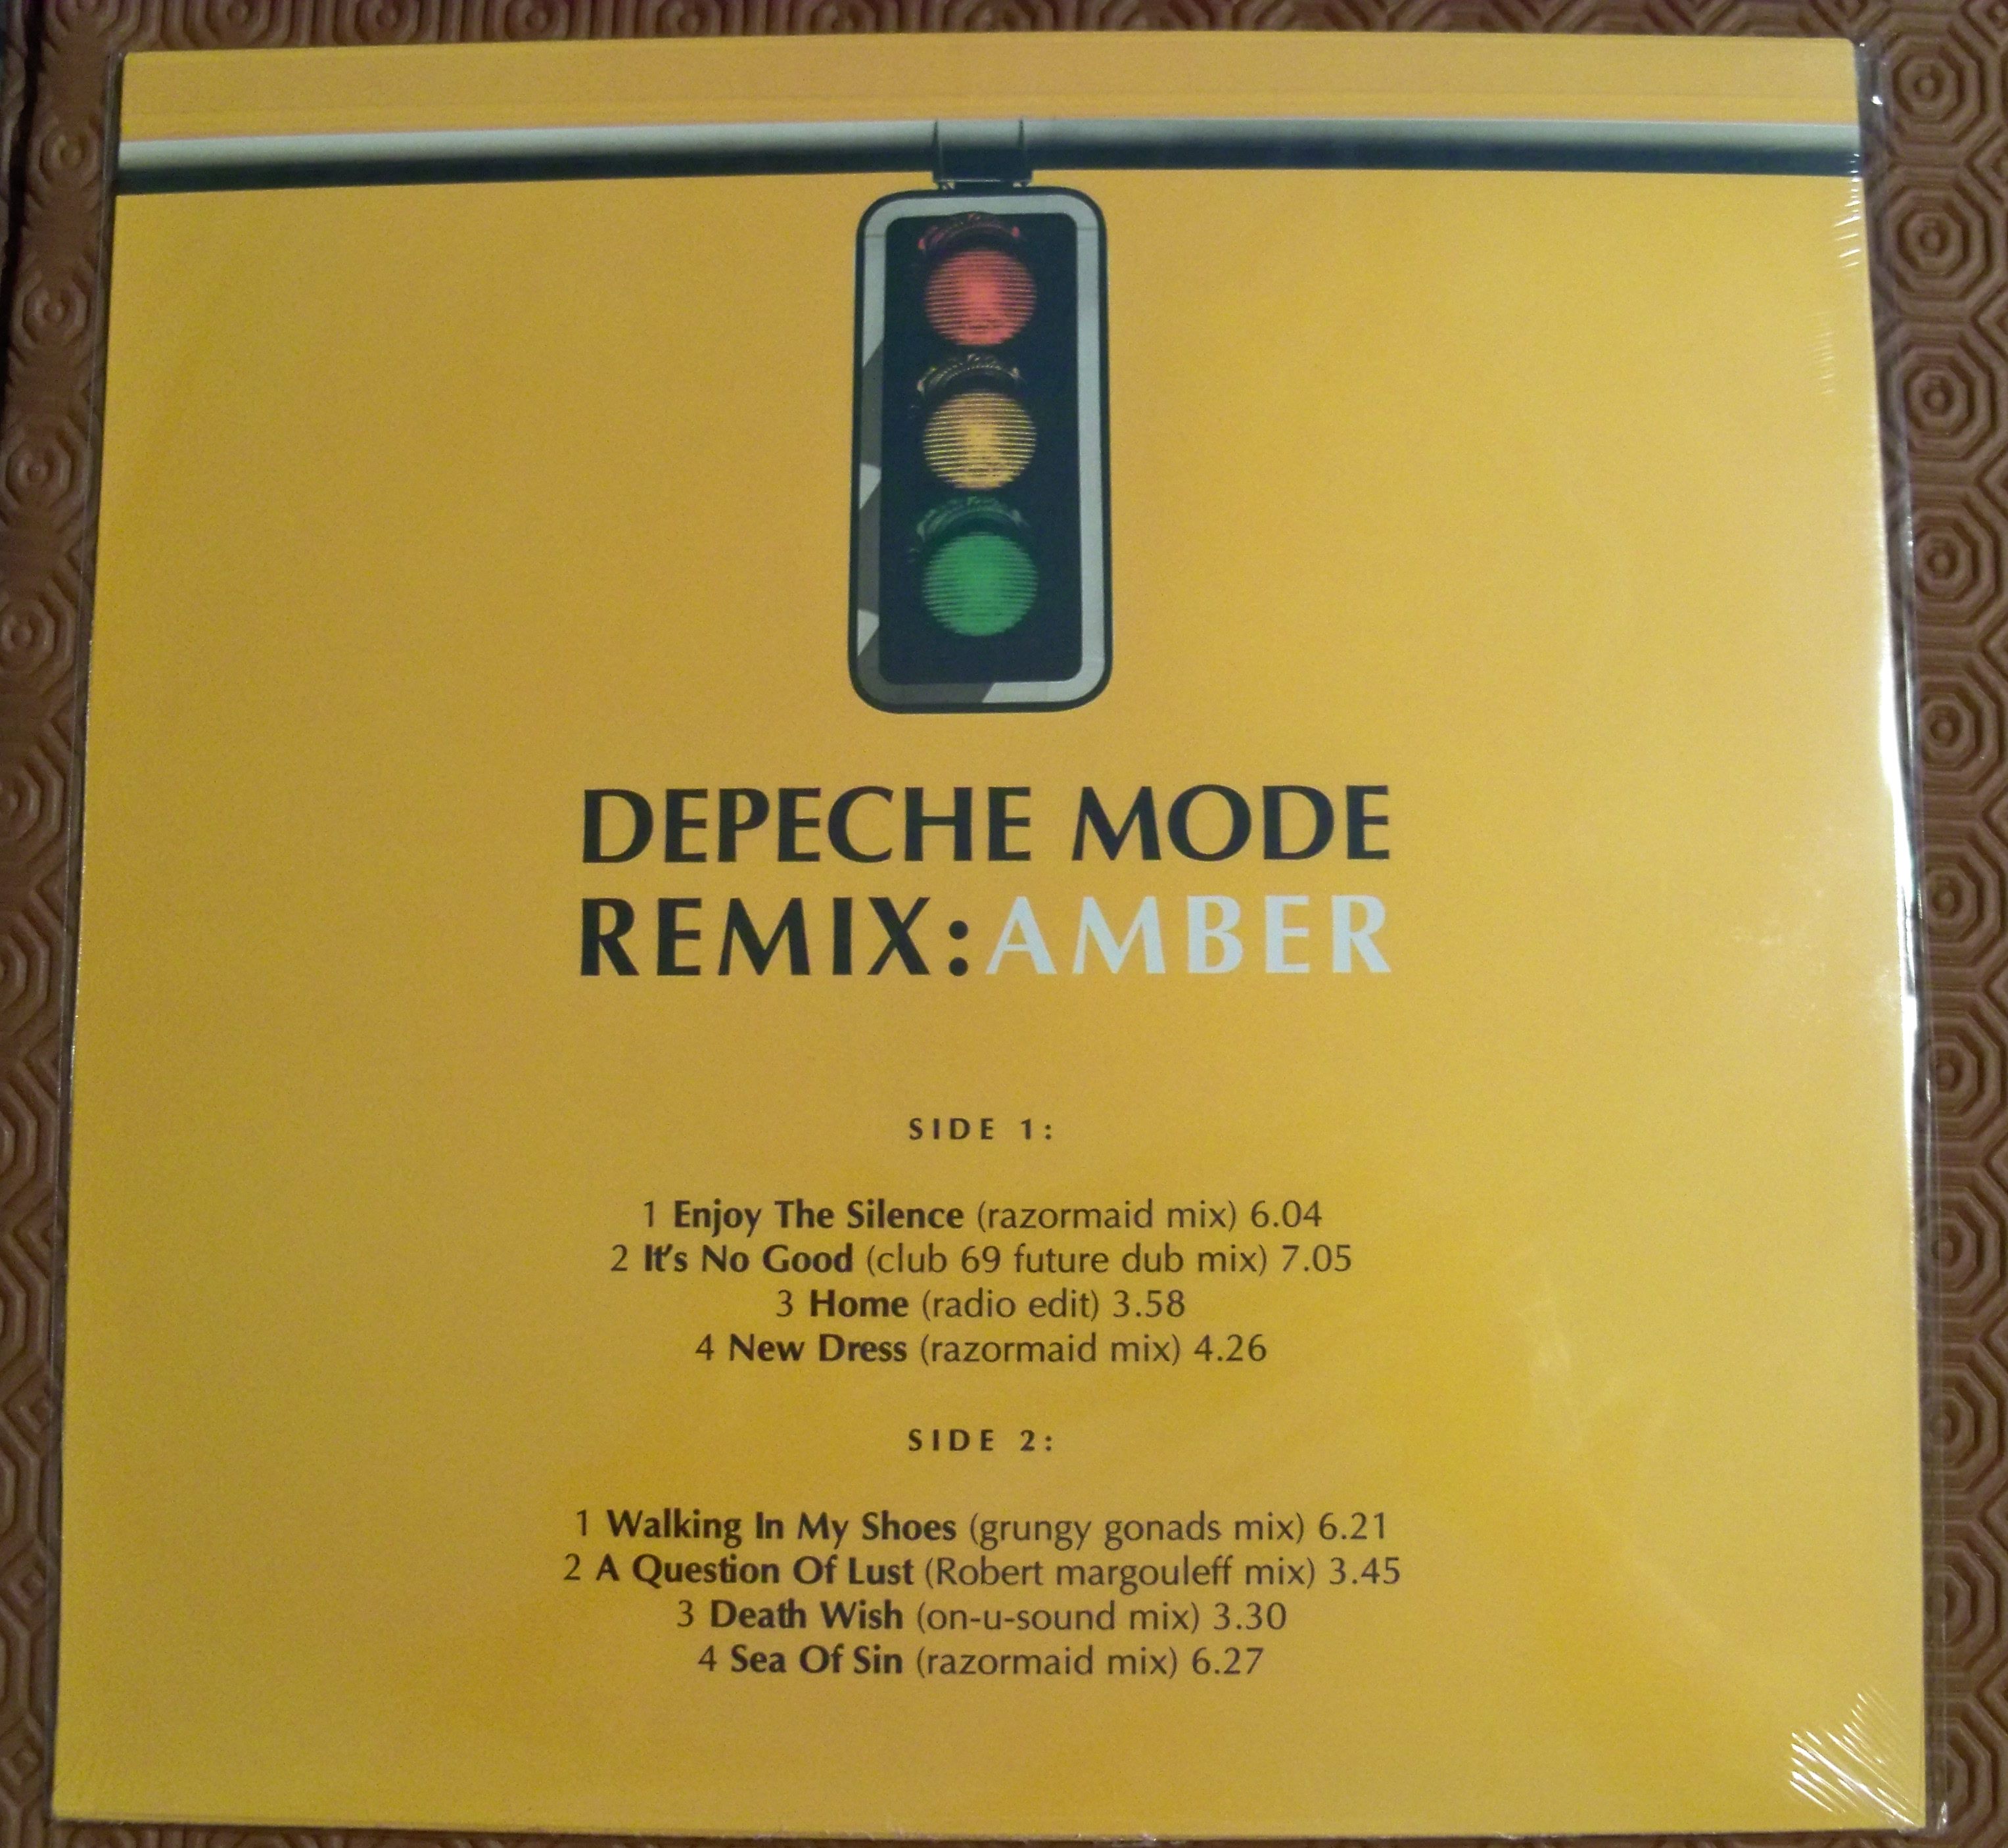 DEPECHE MODE
REMIX:AMBER
SIDE 1:
1 Enjoy The Silence (razormaid mix) 6.04
2 It's No Good (club 69 future dub mix) 7.05
3 Home (radio edit) 3.58
4 New Dress (razormaid mix) 4.26
SIDE 2:
1 Walking In My Shoes (grungy gonads mix) 6.21
2 A Question Of Lust (Robert margouleff mix) 3.45
3 Death Wish (on-u-sound mix) 3.30
4 Sea Of Sin (razormaid mix) 6.27